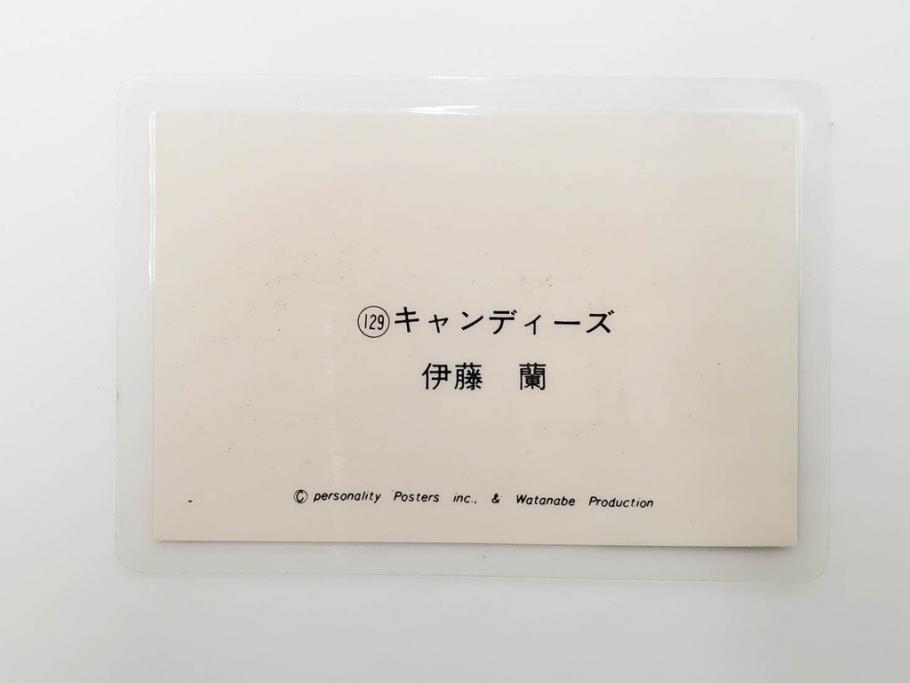 ⑫⑨キャンディーズ
伊藤　蘭
© personality Posters inc., & Watanabe Production